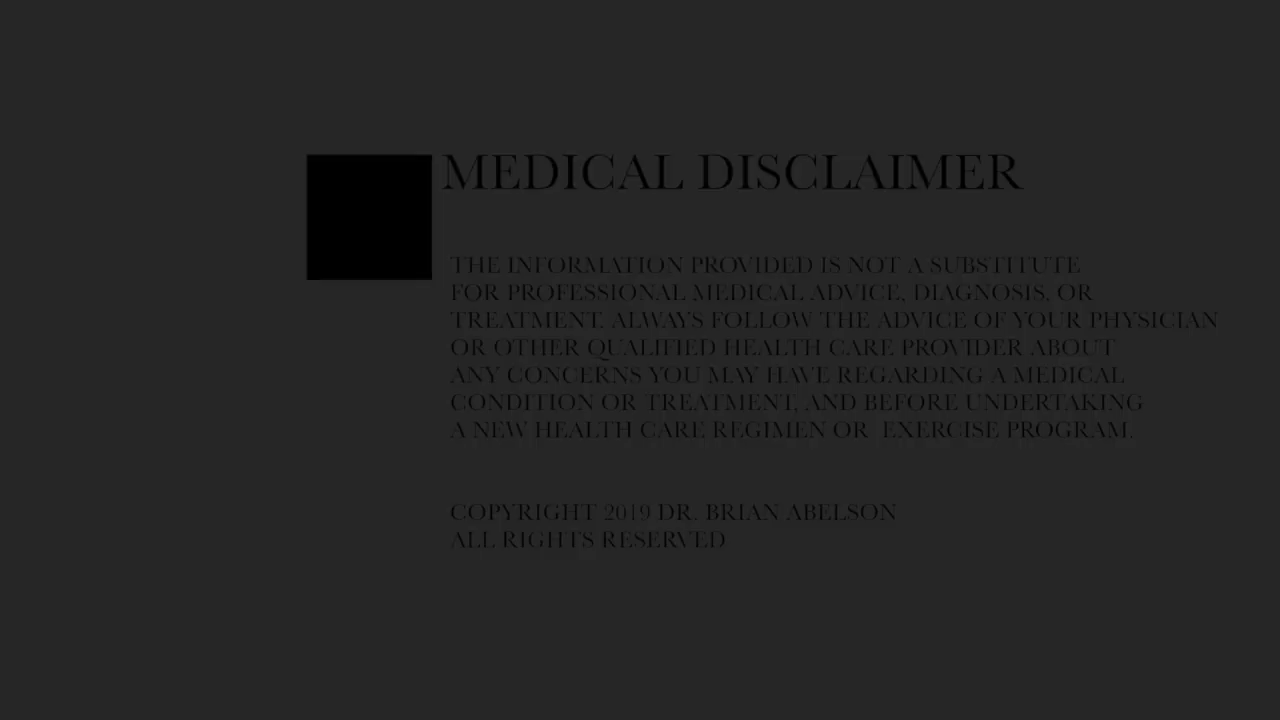 MEDICAL DISCLAIMER
THE INFORMATION PROVIDED IS NOT A SUBSTITUTE
FOR PROFESSIONAL MEDICAL ADVICE, DIAGNOSIS, OR
TREATMENT. ALWAYS FOLLOW THE ADVICE OF YOUR PHYSICIAN
OR OTHER QUALIFIED HEALTH CARE PROVIDER ABOUT
ANY CONCERNS YOU MAY HAVE REGARDING A MEDICAL
CONDITION OR TREATMENT, AND BEFORE UNDERTAKING
A NEW HEALTH CARE REGIMEN OR EXERCISE PROGRAM.
COPYRIGHT 2019 DR. BRIAN ABELSON
ALL RIGHTS RESERVED